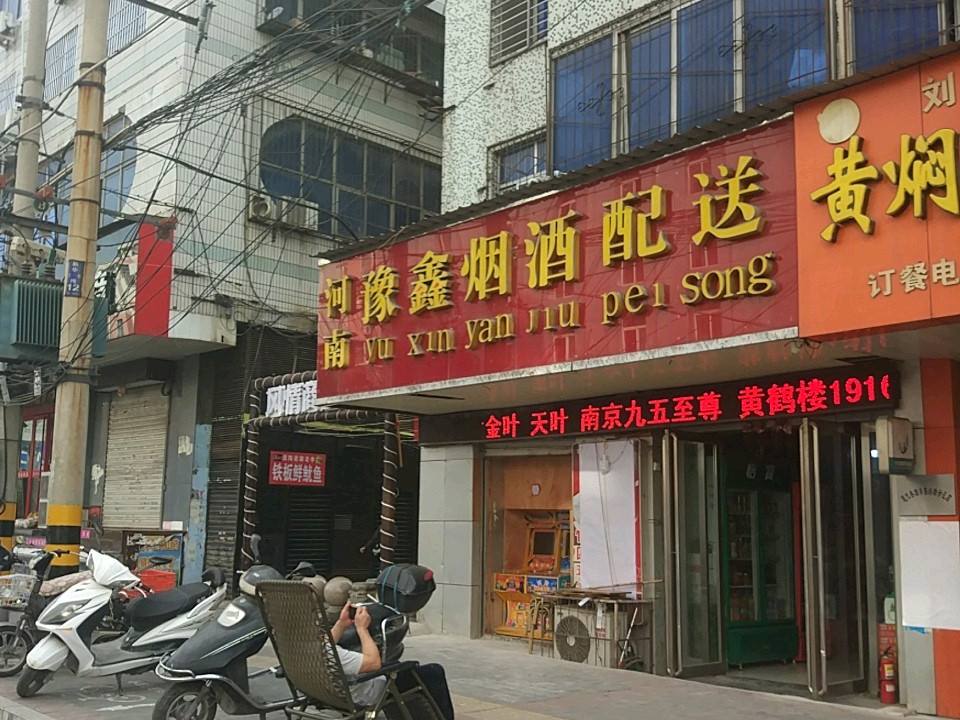 刘
黄焖
订餐电
河南
豫鑫烟酒配送
yu xin yan jiu pei song
金叶 天叶 南京九五至尊 黄鹤楼1916
风情
铁板鲜鱿鱼